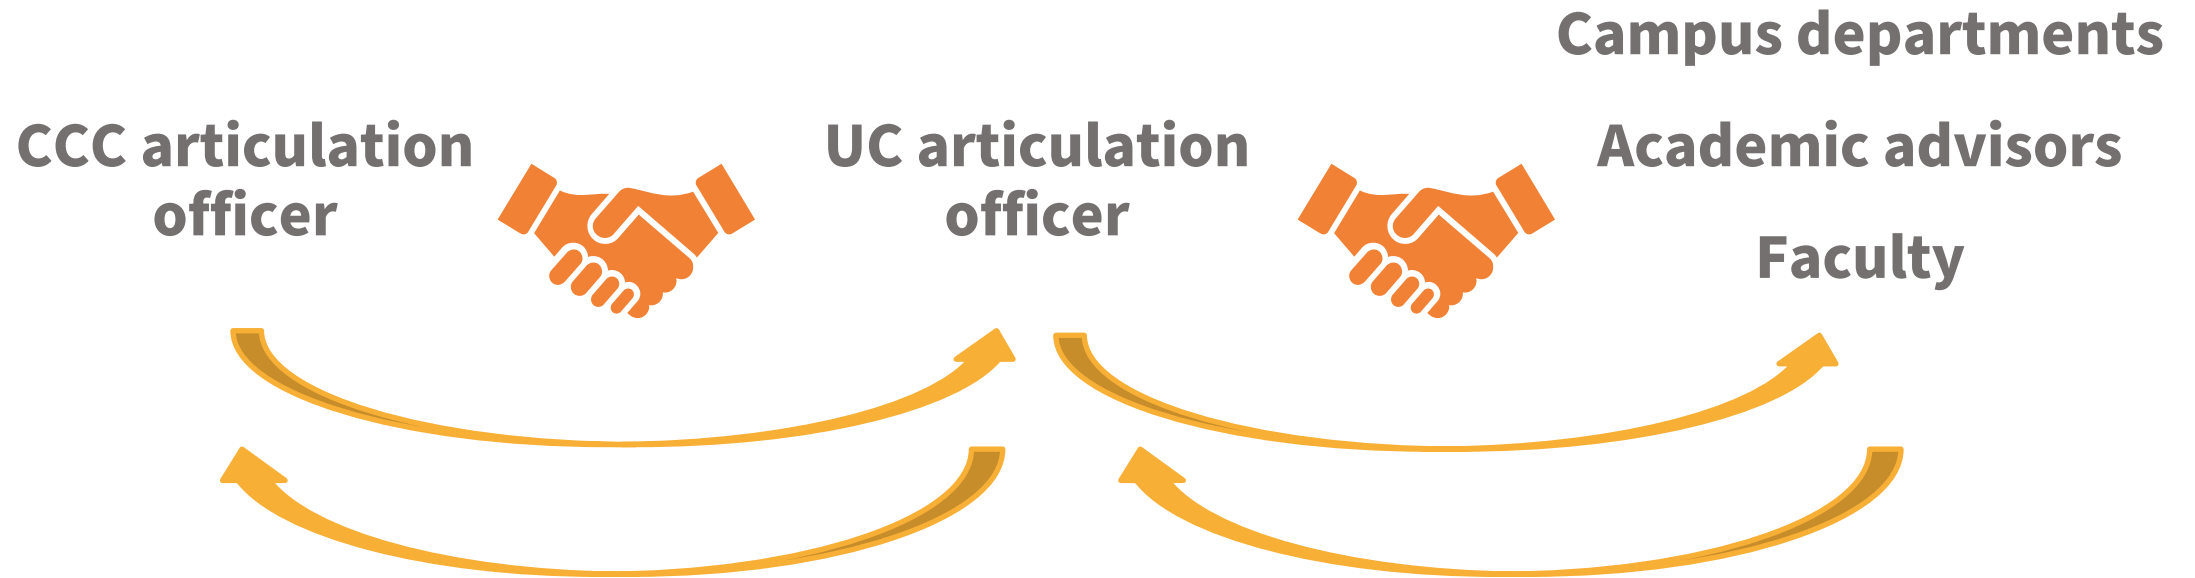 CCC articulation
officer
UC articulation
officer
Campus departments
Academic advisors
Faculty